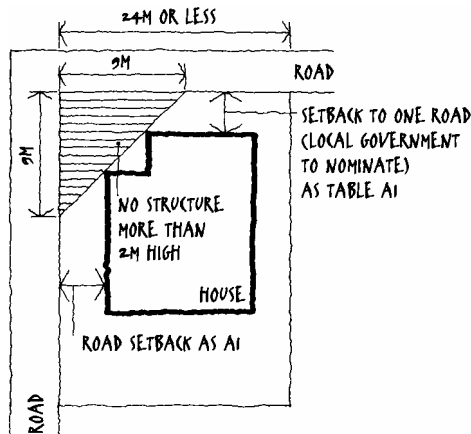 24M OR LESS
9M
ROAD
9M
SETBACK TO ONE ROAD
(LOCAL GOVERNMENT
TO NOMINATE)
AS TABLE A1
NO STRUCTURE
MORE THAN
2M HIGH
HOUSE
ROAD SETBACK AS A1
ROAD